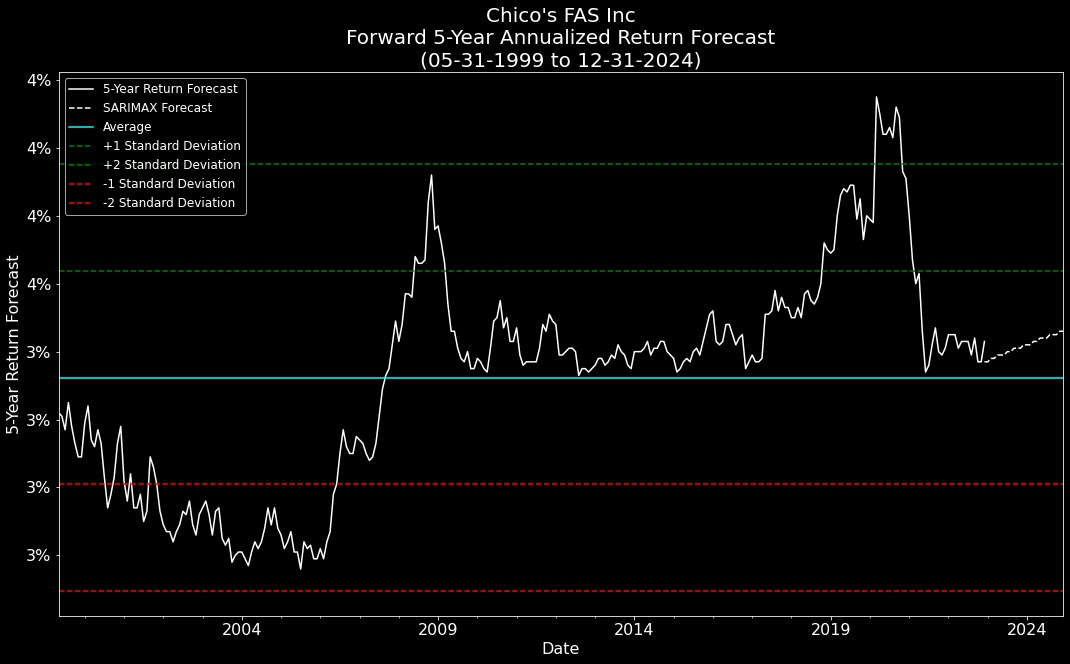 Chico's FAS Inc
Forward 5-Year Annualized Return Forecast
(05-31-1999 to 12-31-2024)
5-Year Return Forecast
SARIMAX Forecast
Average
+1 Standard Deviation
+2 Standard Deviation
-1 Standard Deviation
-2 Standard Deviation
4%
4%
4%
4%
3%
3%
3%
3%
5-Year Return Forecast
2004
2009
2014
2019
2024
Date